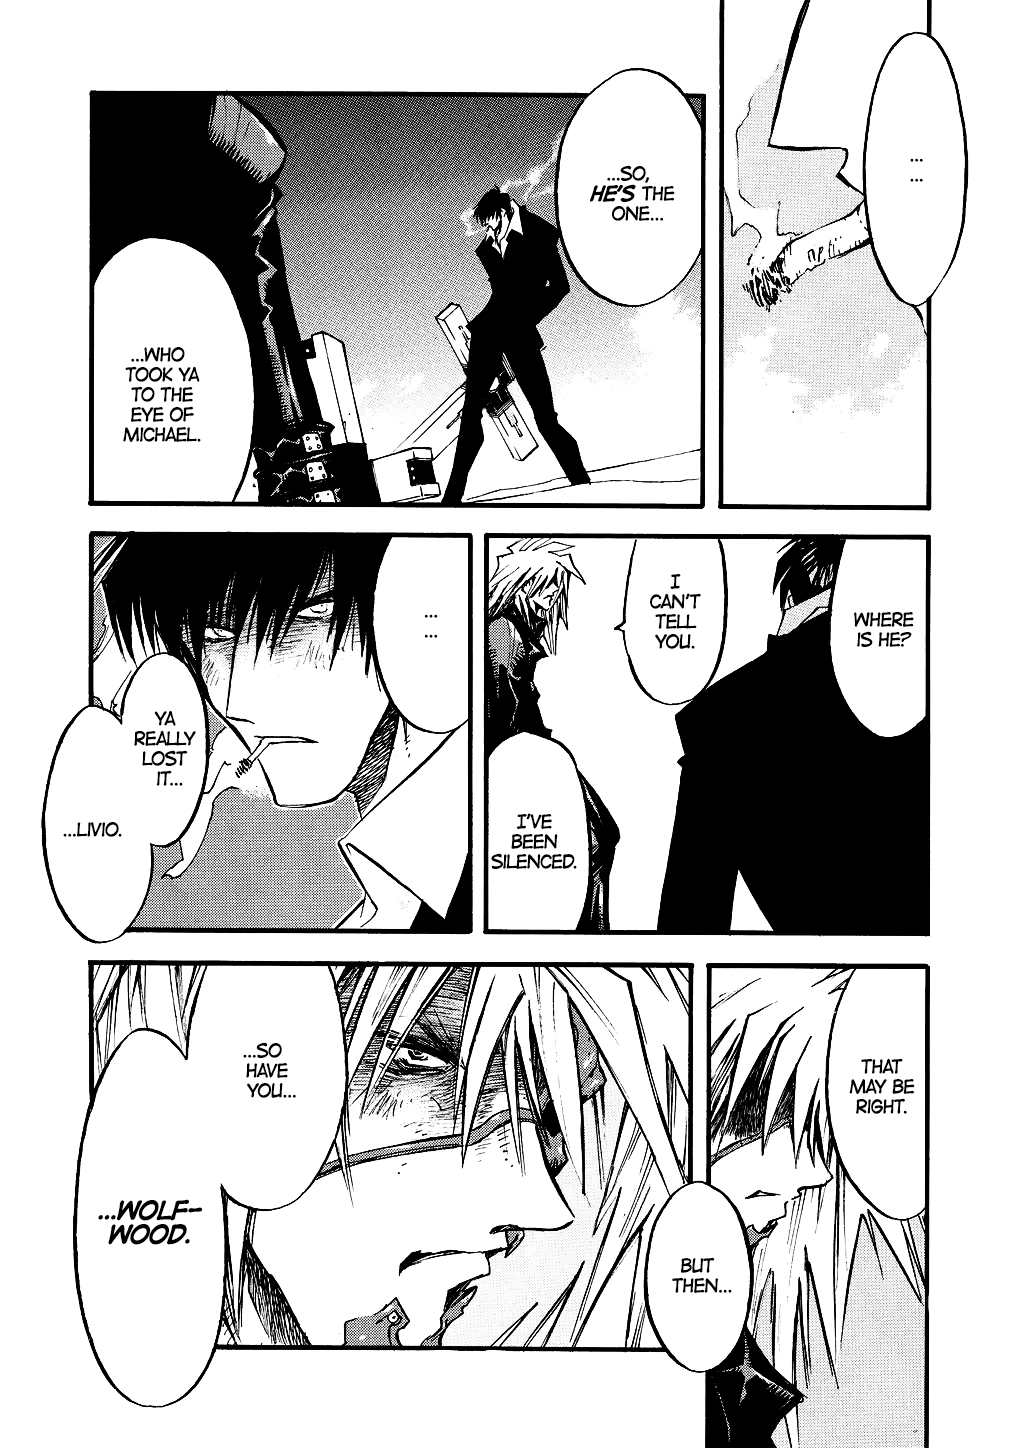 ...
...
...SO,
HE'S THE
ONE...
...WHO
TOOK YA
TO THE
EYE OF
MICHAEL.
WHERE
IS HE?
I
CAN'T
TELL
YOU.
I'VE
BEEN
SILENCED.
...
...
YA
REALLY
LOST
IT...
...LIVIO.
THAT
MAY BE
RIGHT.
BUT
THEN...
...SO
HAVE
YOU...
...WOLF-
WOOD.